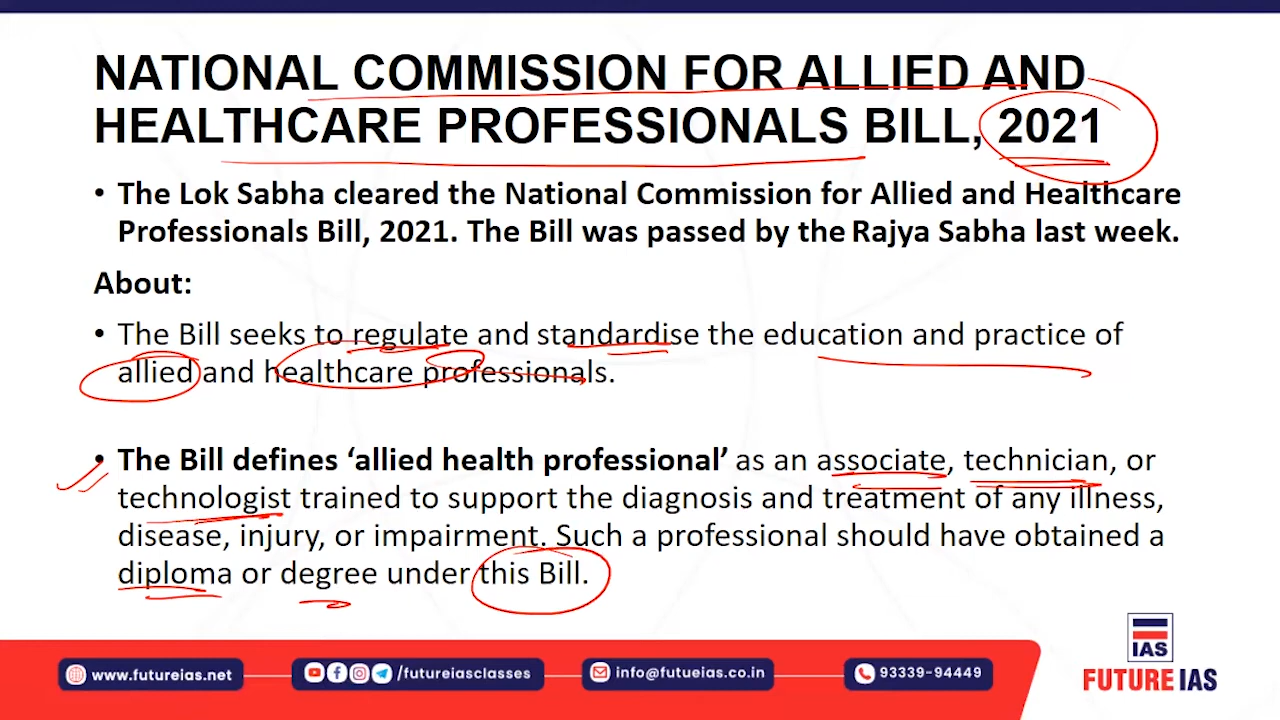 NATIONAL COMMISSION FOR ALLIED AND
HEALTHCARE PROFESSIONALS BILL, 2021
• The Lok Sabha cleared the National Commission for Allied and Healthcare
Professionals Bill, 2021. The Bill was passed by the Rajya Sabha last week.
About:
• The Bill seeks to regulate and standardise the education and practice of
allied and healthcare professionals.
• The Bill defines ‘allied health professional’ as an associate, technician, or
technologist trained to support the diagnosis and treatment of any illness,
disease, injury, or impairment. Such a professional should have obtained a
diploma or degree under this Bill.
www.futureias.net
/futureiasclasses
info@futueias.co.in
93339-94449
IAS
FUTURE IAS